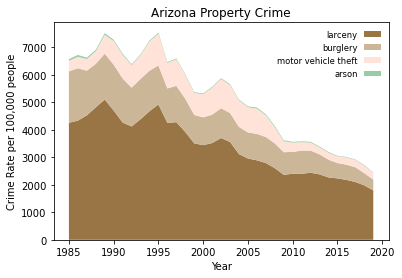 Arizona Property Crime
larceny
burglery
motor vehicle theft
arson
Crime Rate per 100,000 people
7000
6000
5000
4000
3000
2000
1000
0
1985 1990 1995 2000 2005 2010 2015 2020
Year